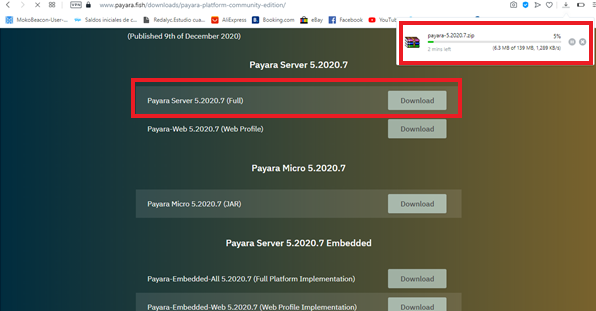 VPN www.payara.fish/downloads/payara-platform-community-edition/
MokoBeacon-User-... Saldos iniciales de c... Redalyc.Estudio cua... AliExpress Booking.com eBay Facebook YouTube
payara-5.2020.7.zip 5%
2 mins left (6.3 MB of 139 MB, 1,289 KB/s)
(Published 9th of December 2020)
Payara Server 5.2020.7
Payara Server 5.2020.7 (Full) Download
Payara-Web 5.2020.7 (Web Profile) Download
Payara Micro 5.2020.7
Payara Micro 5.2020.7 (JAR) Download
Payara Server 5.2020.7 Embedded
Payara-Embedded-All 5.2020.7 (Full Platform Implementation) Download
Payara-Embedded-Web 5.2020.7 (Web Profile Implementation) Download